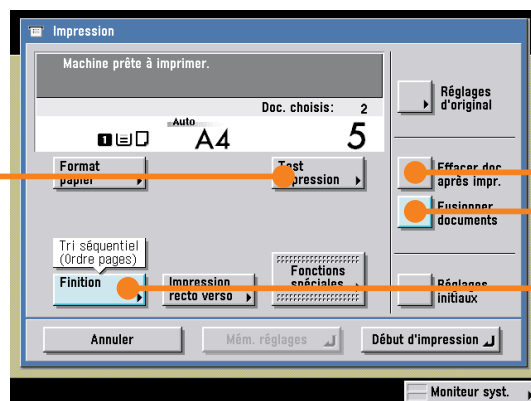 Impression
Machine prête à imprimer.
Doc. choisis: 2
1 Auto A4 5
Réglages
d'original
Format
papier
Test
impression
Effacer doc.
après impr.
Fusionner
documents
Tri séquentiel
(Ordre pages)
Finition
Impression
recto verso
Fonctions
spéciales
Réglages
initiaux
Annuler
Mém. réglages
Début d'impression
Moniteur syst.